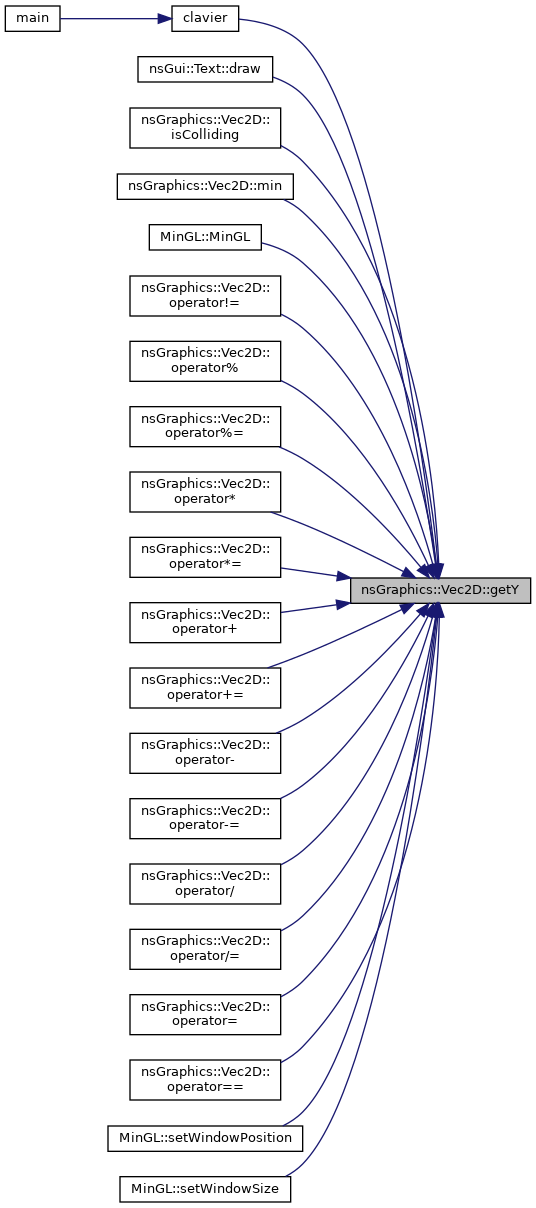 main
clavier
nsGui::Text::draw
nsGraphics::Vec2D::
isColliding
nsGraphics::Vec2D::min
MinGL::MinGL
nsGraphics::Vec2D::
operator!=
nsGraphics::Vec2D::
operator%
nsGraphics::Vec2D::
operator%=
nsGraphics::Vec2D::
operator*
nsGraphics::Vec2D::
operator*=
nsGraphics::Vec2D::getY
nsGraphics::Vec2D::
operator+
nsGraphics::Vec2D::
operator+=
nsGraphics::Vec2D::
operator-
nsGraphics::Vec2D::
operator-=
nsGraphics::Vec2D::
operator/
nsGraphics::Vec2D::
operator/=
nsGraphics::Vec2D::
operator=
nsGraphics::Vec2D::
operator==
MinGL::setWindowPosition
MinGL::setWindowSize